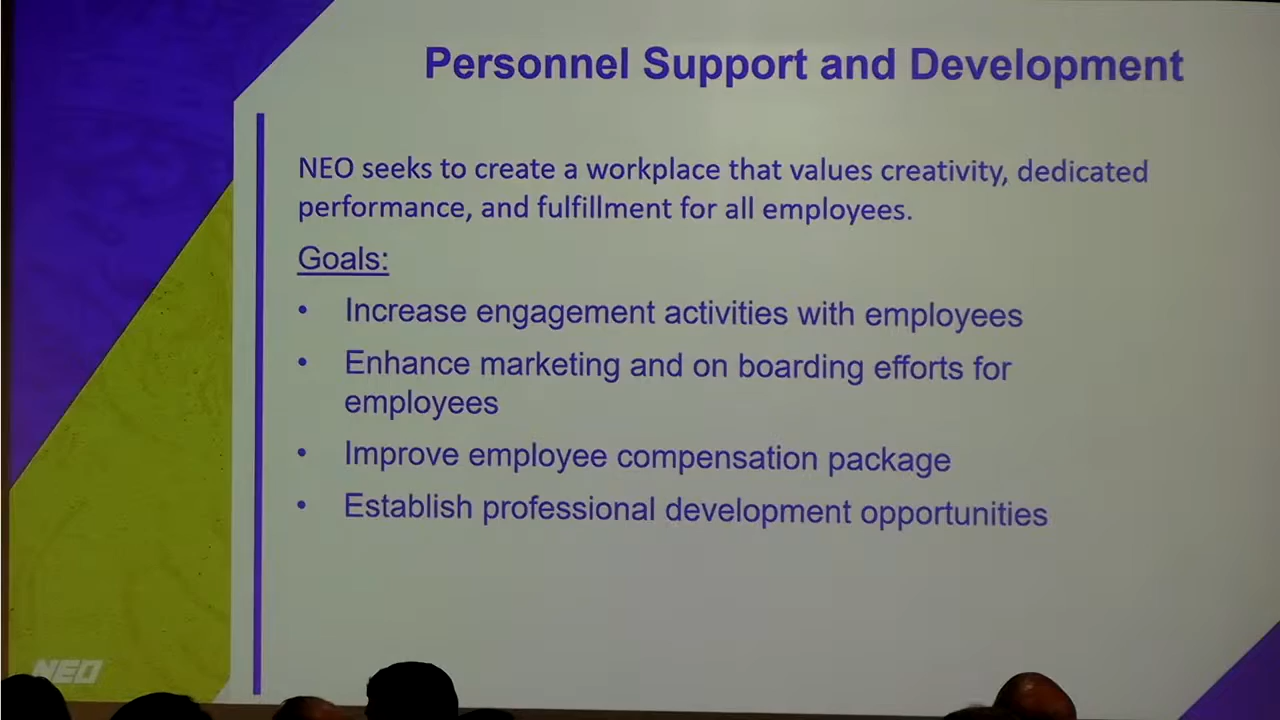 Personnel Support and Development
NEO seeks to create a workplace that values creativity, dedicated
performance, and fulfillment for all employees.
Goals:
• Increase engagement activities with employees
• Enhance marketing and on boarding efforts for
employees
• Improve employee compensation package
• Establish professional development opportunities
NEO